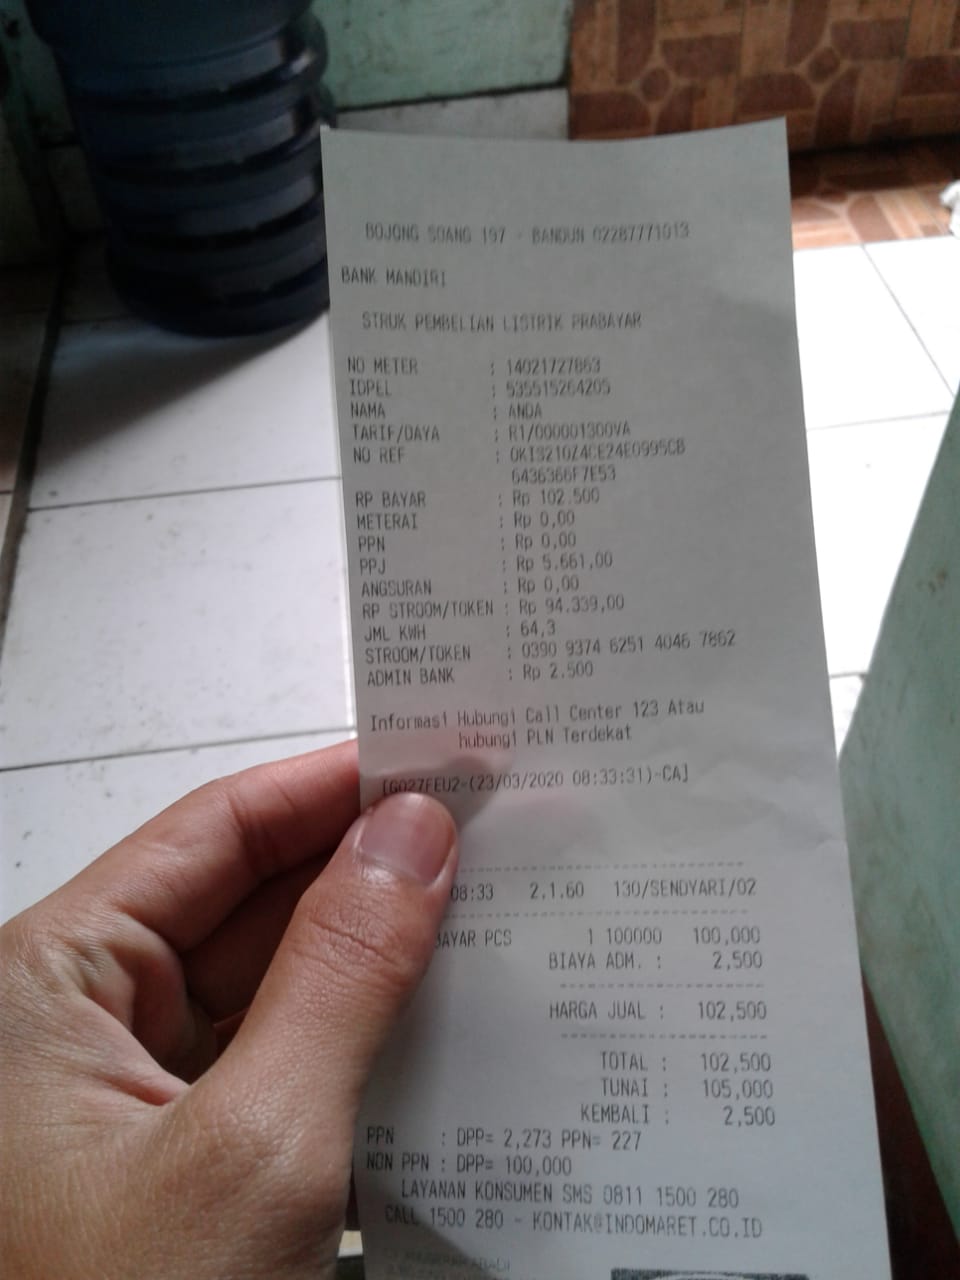 BOJONG SOANG 197 - BANDUN 02287771013
BANK MANDIRI
STRUK PEMBELIAN LISTRIK PRABAYAR
NO METER : 14021727863
IDPEL : 535515264205
NAMA : ANDA
TARIF/DAYA : R1/000001300VA
NO REF : 0KIS210Z4CE24E0995CB
6436366F7E53
RP BAYAR : Rp 102.500
METERAI : Rp 0,00
PPN : Rp 0,00
PPJ : Rp 5.661,00
ANGSURAN : Rp 0,00
RP STROOM/TOKEN : Rp 94.339,00
JML KWH : 64,3
STROOM/TOKEN : 0390 9374 6251 4046 7862
ADMIN BANK : Rp 2.500
Informasi Hubungi Call Center 123 Atau
hubungi PLN Terdekat
[G027FEU2-(23/03/2020 08:33:31)-CA]
08:33 2.1.60 130/SENDYARI/02
BAYAR PCS 1 100000 100,000
BIAYA ADM. : 2,500
HARGA JUAL : 102,500
TOTAL : 102,500
TUNAI : 105,000
KEMBALI : 2,500
PPN : DPP= 2,273 PPN= 227
NON PPN : DPP= 100,000
LAYANAN KONSUMEN SMS 0811 1500 280
CALL 1500 280 - KONTAK@INDOMARET.CO.ID